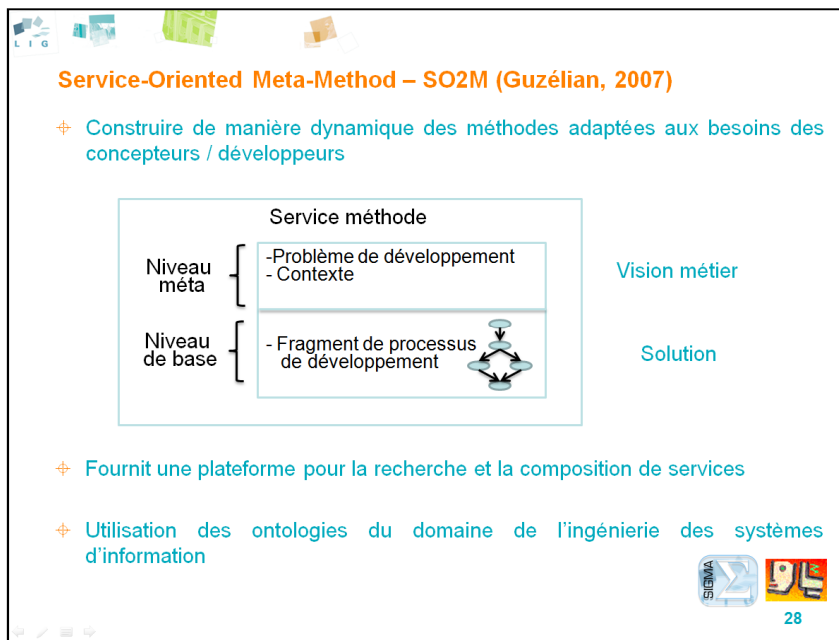 L I G
Service-Oriented Meta-Method – SO2M (Guzélian, 2007)
Construire de manière dynamique des méthodes adaptées aux besoins des
concepteurs / développeurs
Service méthode
Niveau
méta
-Problème de développement
- Contexte
Vision métier
Niveau
de base
- Fragment de processus
de développement
Solution
Fournit une plateforme pour la recherche et la composition de services
Utilisation des ontologies du domaine de l'ingénierie des systèmes
d'information
SIGMA
Σ
28